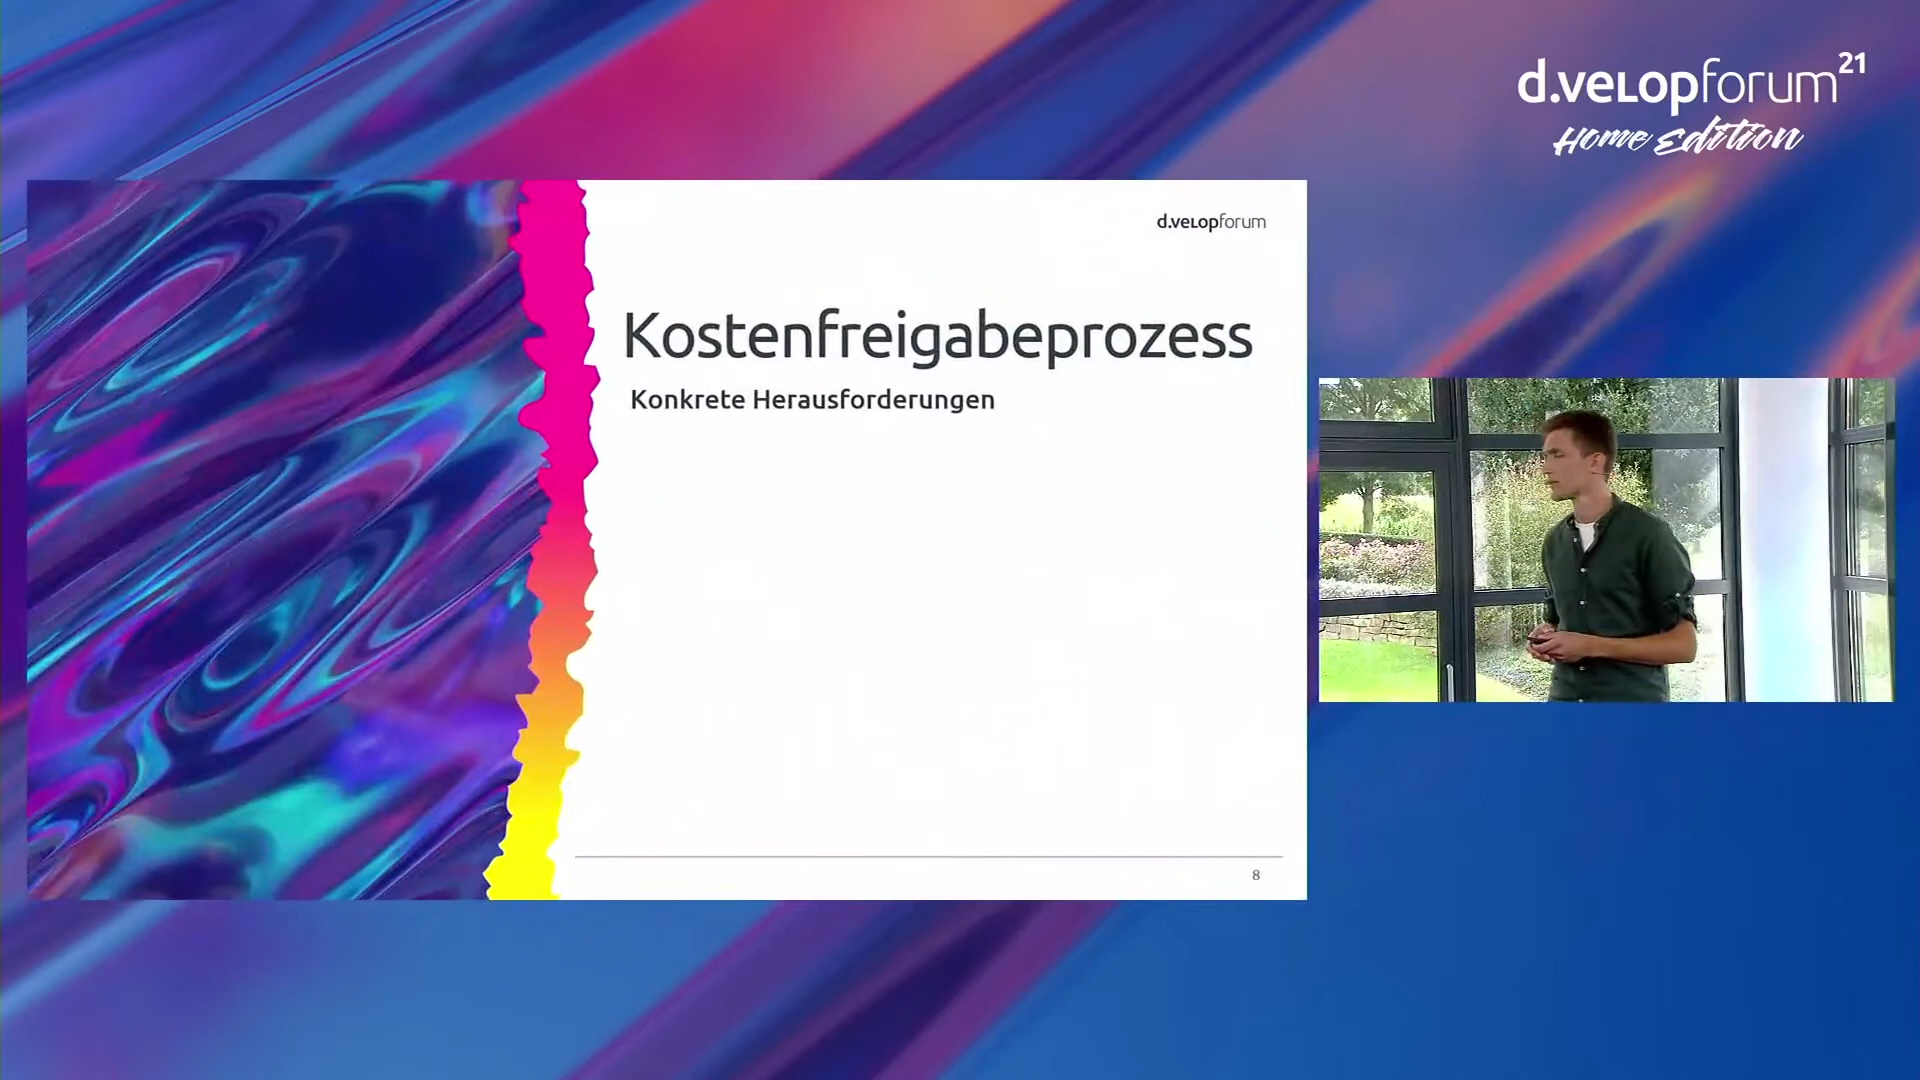 d.velopforum21
Home Edition
d.velopforum
Kostenfreigabeprozess
Konkrete Herausforderungen
8